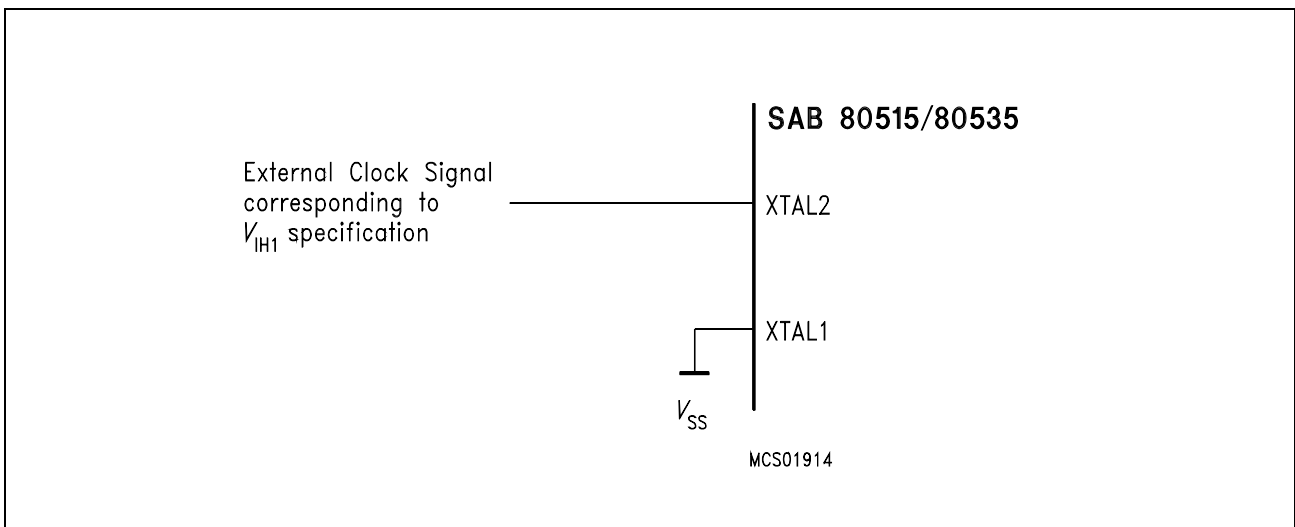 SAB 80515/80535
External Clock Signal
corresponding to
VIH1 specification
XTAL2
XTAL1
VSS
MCS01914